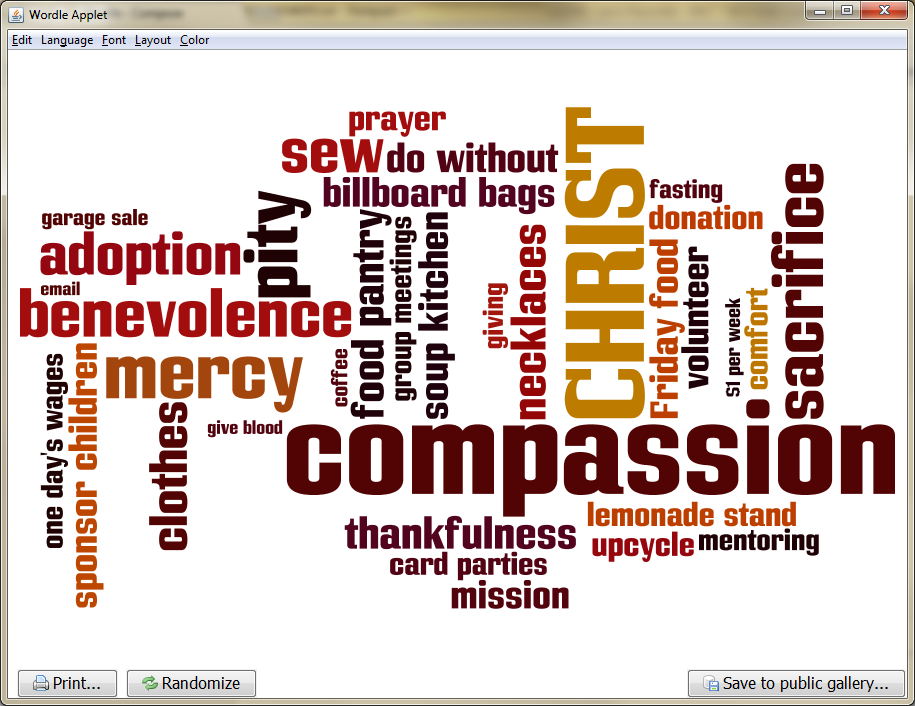 Wordle Applet
Edit Language Font Layout Color
prayer
sew
do without
billboard bags
CHRIST
fasting
donation
sacrifice
pity
garage sale
adoption
email
benevolence
food pantry
group meetings
soup kitchen
giving
necklaces
Friday food
volunteer
$1 per week
comfort
mercy
coffee
one day's wages
sponsor children
clothes
give blood
compassion
thankfulness
lemonade stand
upcycle
mentoring
card parties
mission
Print...
Randomize
Save to public gallery...